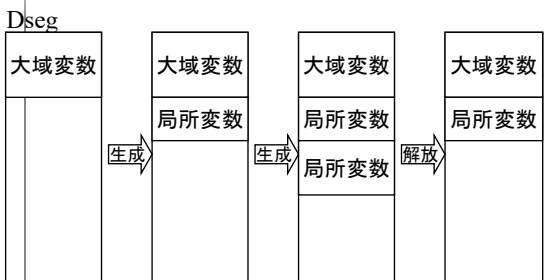 Dseg
大域変数 大域変数 大域変数 大域変数
局所変数 局所変数 局所変数
生成 生成 解放
局所変数